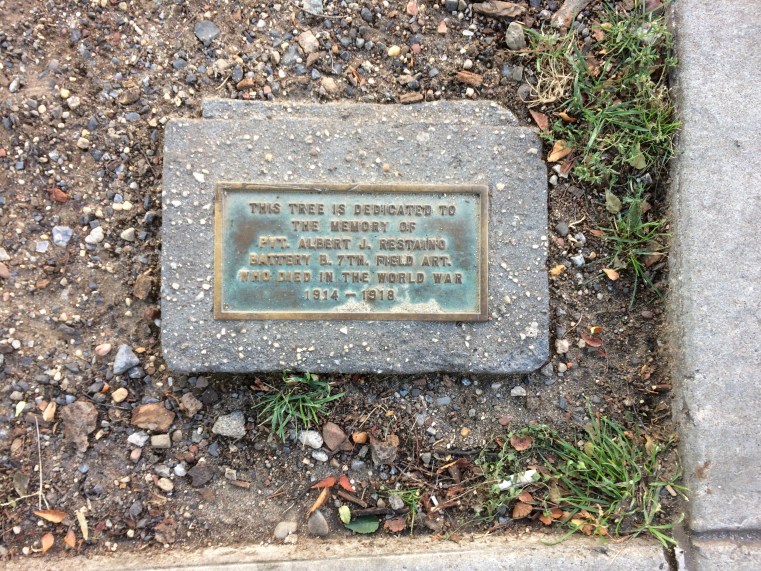 THIS TREE IS DEDICATED TO
THE MEMORY OF
PVT. ALBERT J. RESTAINO
BATTERY B. 7TH. FIELD ART.
WHO DIED IN THE WORLD WAR
1914 – 1918